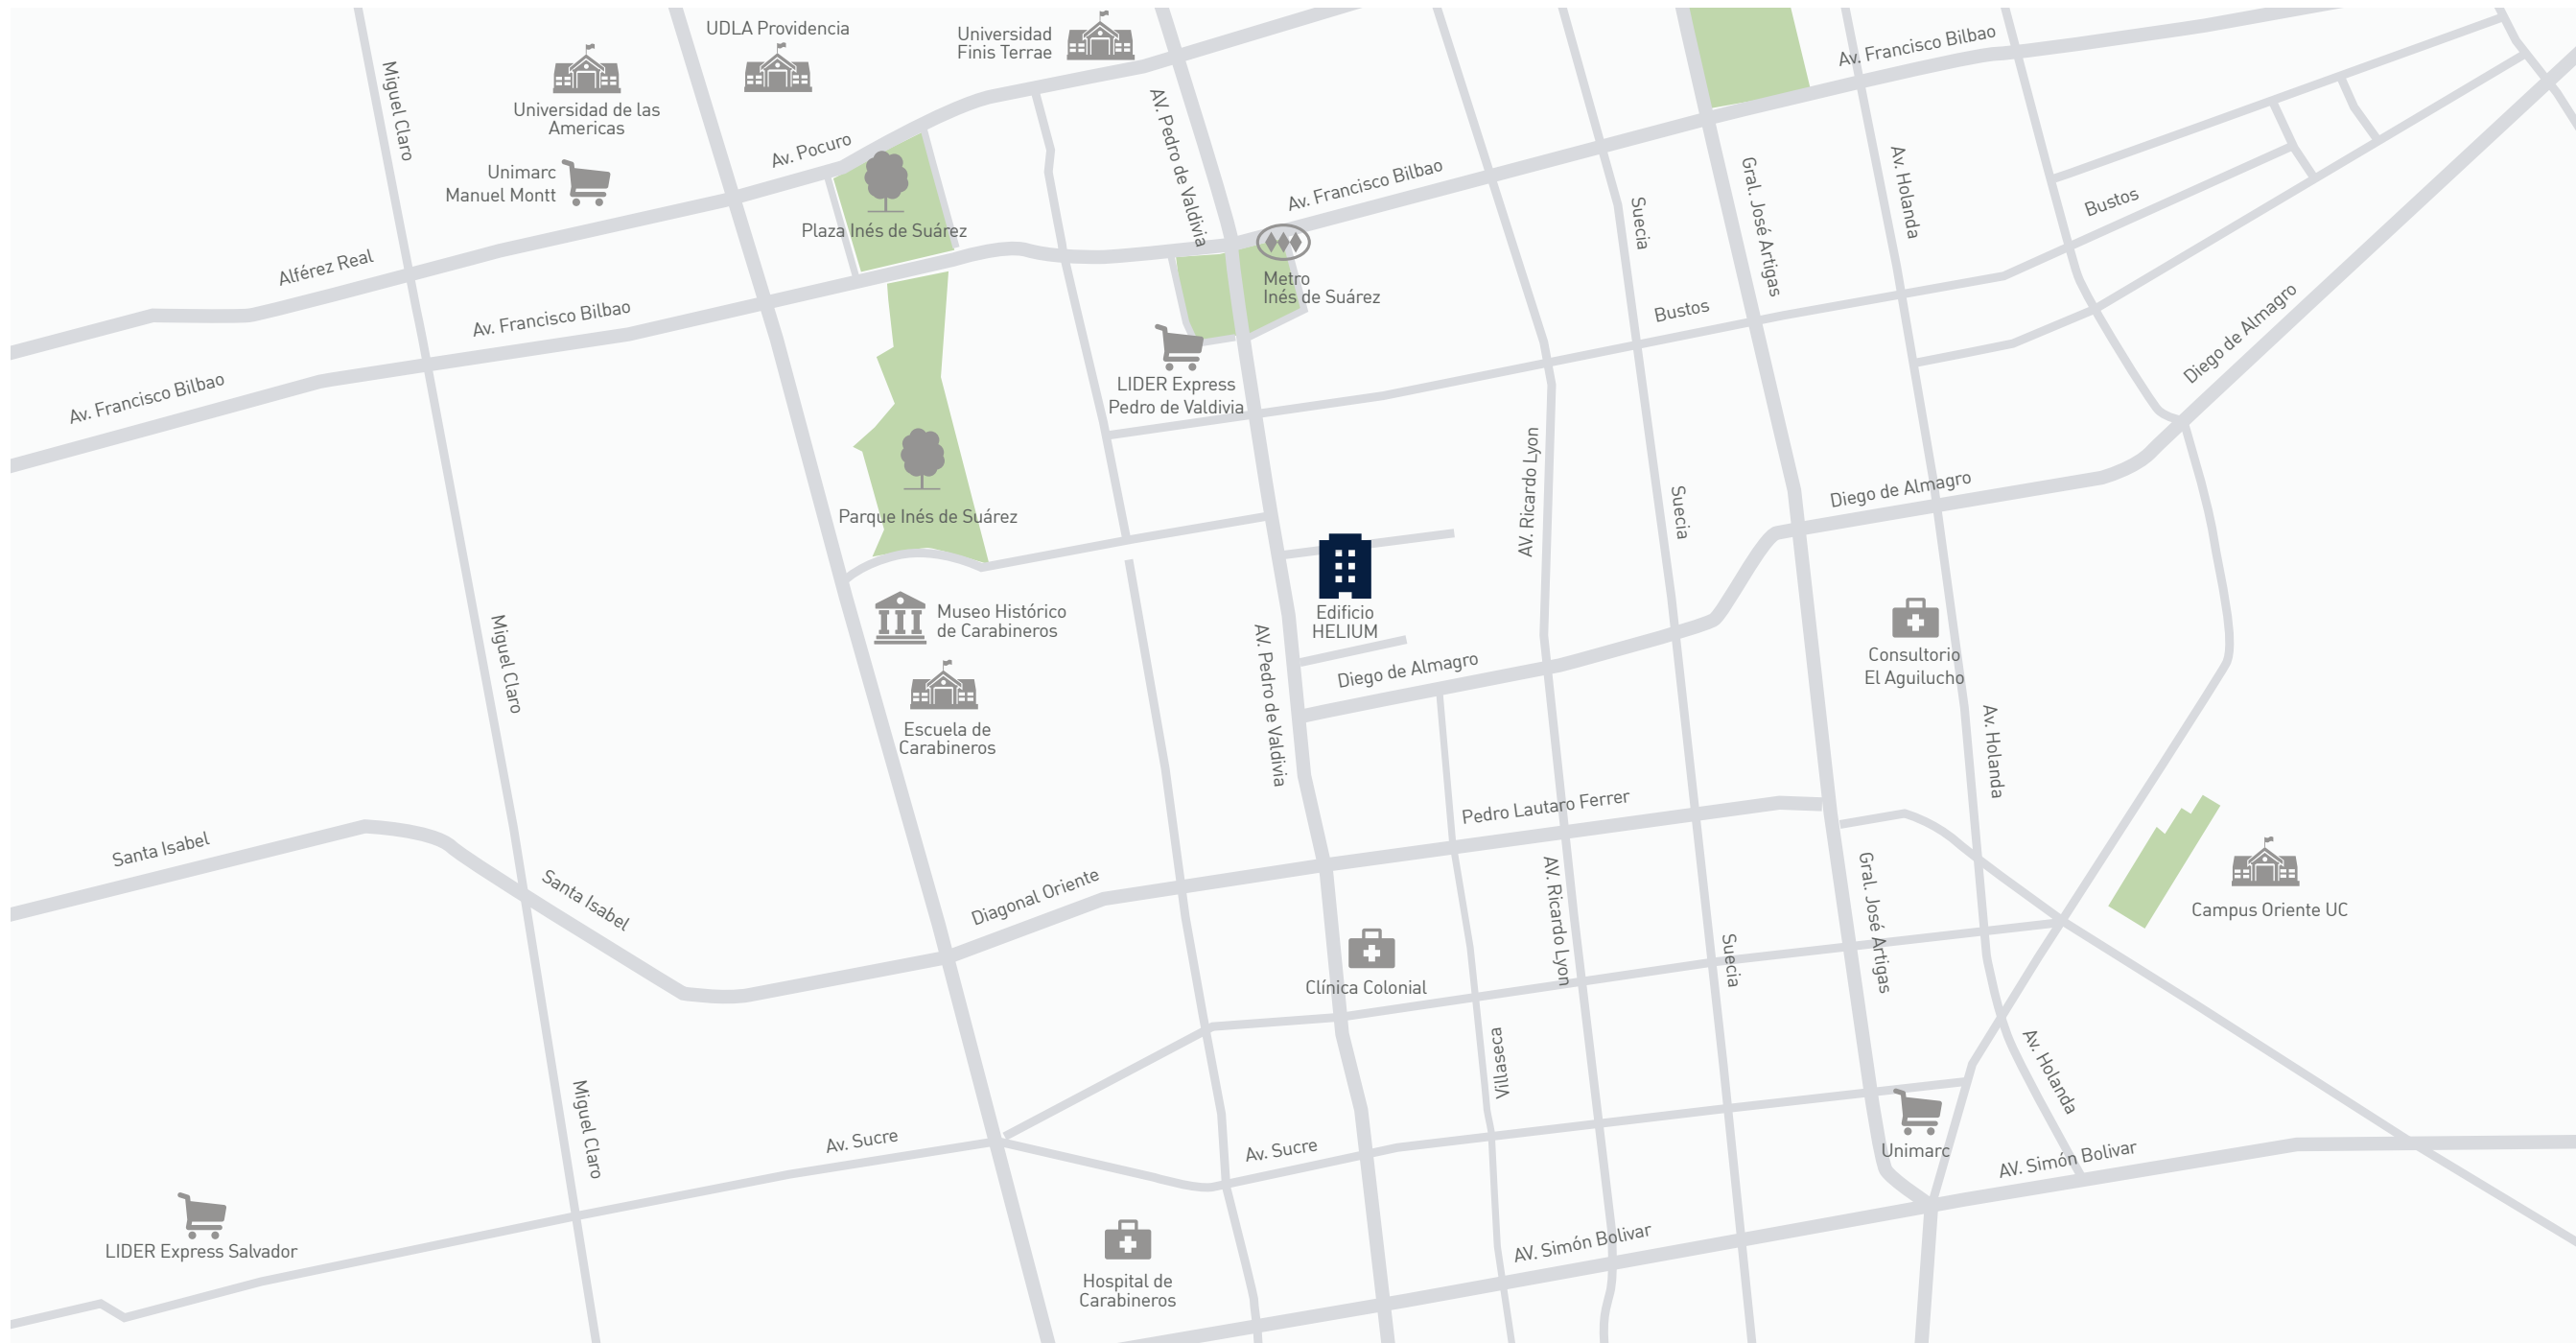 UDLA Providencia
Universidad
Finis Terrae
Av. Francisco Bilbao
Miguel Claro
Universidad de las
Americas
AV. Pedro de Valdivia
Av. Pocuro
Unimarc
Manuel Montt
Av. Francisco Bilbao
Gral. José Artigas
Av. Holanda
Suecia
Bustos
Plaza Inés de Suárez
Alférez Real
Metro
Inés de Suárez
Av. Francisco Bilbao
Bustos
Diego de Almagro
Av. Francisco Bilbao
LIDER Express
Pedro de Valdivia
AV. Ricardo Lyon
Suecia
Diego de Almagro
Parque Inés de Suárez
Museo Histórico
de Carabineros
Edificio
HELIUM
Miguel Claro
AV. Pedro de Valdivia
Diego de Almagro
Consultorio
El Aguilucho
Escuela de
Carabineros
Av. Holanda
Pedro Lautaro Ferrer
Santa Isabel
Santa Isabel
Diagonal Oriente
AV. Ricardo Lyon
Gral. José Artigas
Campus Oriente UC
Suecia
Clínica Colonial
Villaseca
Av. Holanda
Miguel Claro
Av. Sucre
Av. Sucre
Unimarc
AV. Simón Bolivar
LIDER Express Salvador
AV. Simón Bolivar
Hospital de
Carabineros